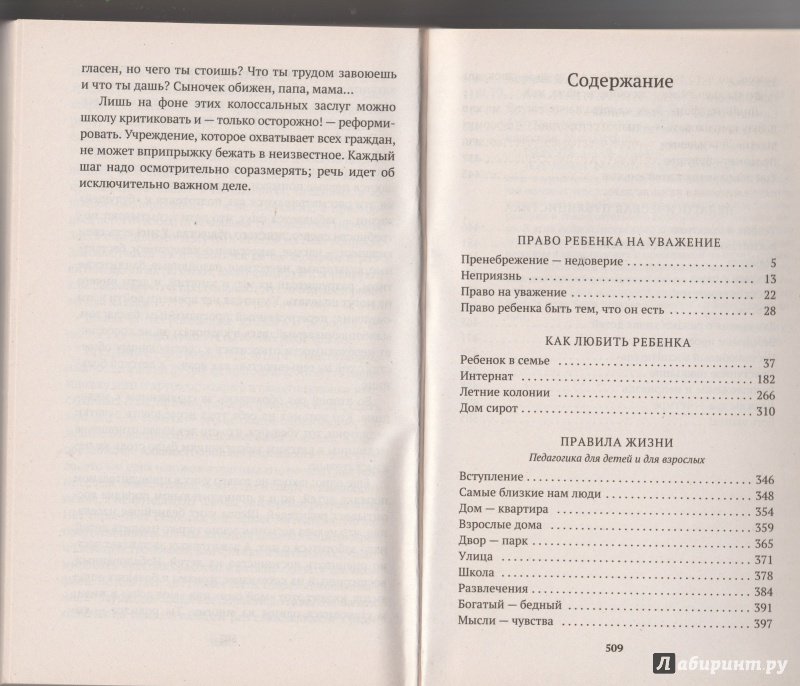 гласен, но чего ты стоишь? Что ты трудом завоюешь
и что ты дашь? Сыночек обижен, папа, мама...
Лишь на фоне этих колоссальных заслуг можно
школу критиковать и — только осторожно! — реформи-
ровать. Учреждение, которое охватывает всех граждан,
не может вприпрыжку бежать в неизвестное. Каждый
шаг надо осмотрительно соразмерять; речь идет об
исключительно важном деле.
Содержание
ПРАВО РЕБЕНКА НА УВАЖЕНИЕ
Пренебрежение — недоверие 5
Неприязнь 13
Право на уважение 22
Право ребенка быть тем, что он есть 28
КАК ЛЮБИТЬ РЕБЕНКА
Ребенок в семье 37
Интернат 182
Летние колонии 266
Дом сирот 310
ПРАВИЛА ЖИЗНИ
Педагогика для детей и для взрослых
Вступление 346
Самые близкие нам люди 348
Дом — квартира 354
Взрослые дома 359
Двор — парк 365
Улица 371
Школа 378
Развлечения 384
Богатый — бедный 391
Мысли — чувства 397
509
Лабиринт.ру